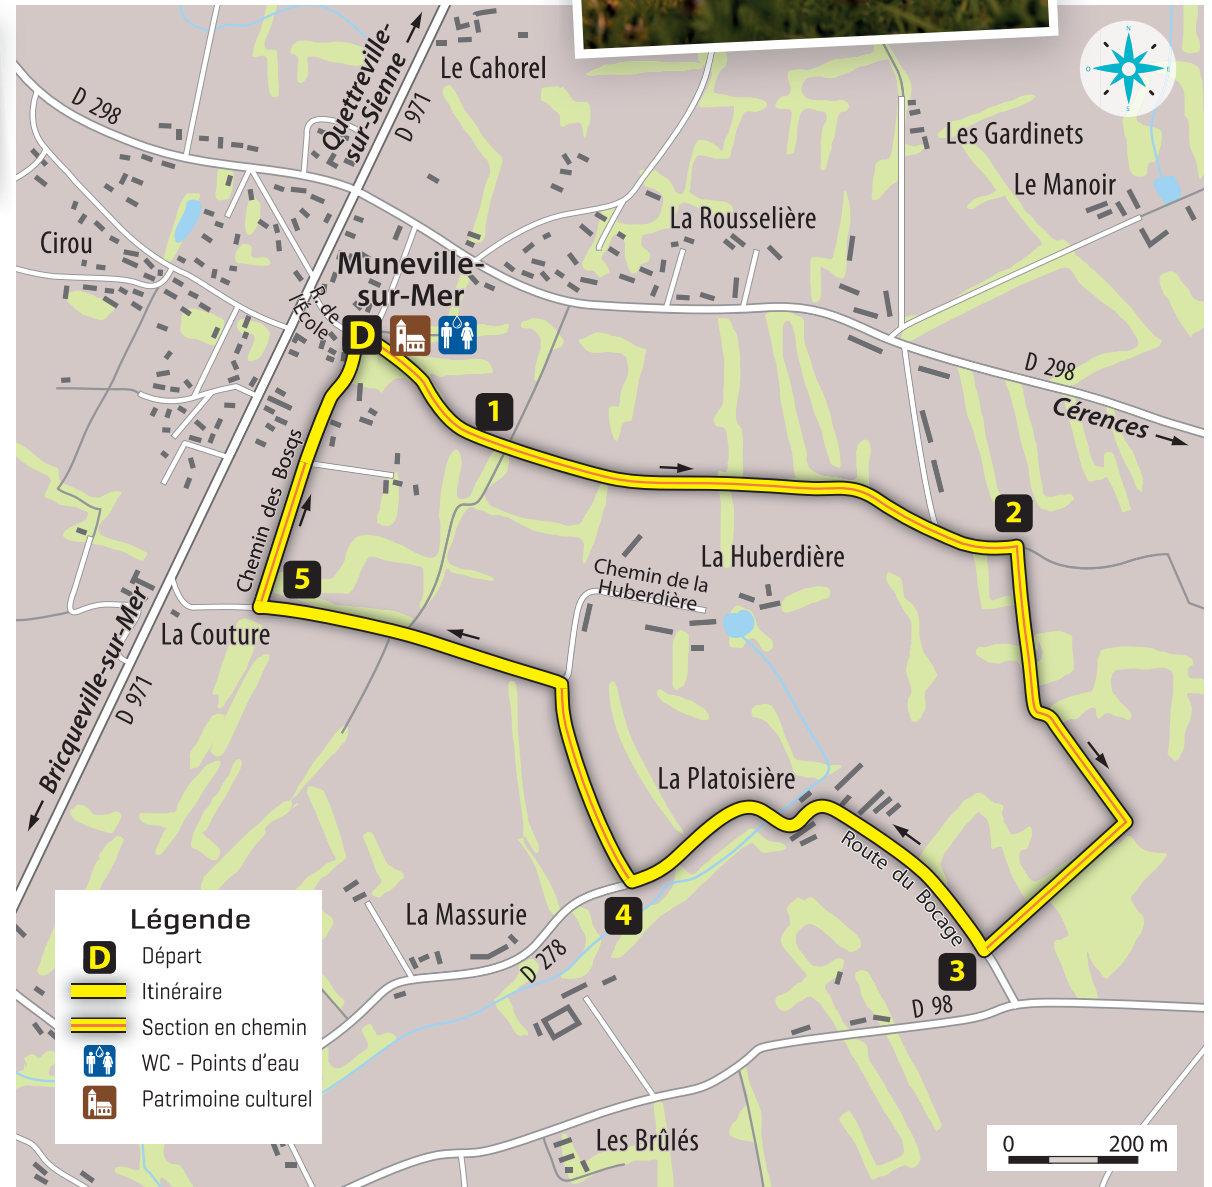 Le Cahorel
Quettreville-
sur-Sienne
D 971
D 298
N
O
E
S
Les Gardinets
Le Manoir
La Rousselière
Cirou
Muneville-
sur-Mer
R. de
l'École
D
1
D 298
Cérences
Chemin des Bosqs
2
La Huberdière
Chemin de la
Huberdière
5
La Couture
Bricqueville-sur-Mer
D 971
La Platoisière
Route du Bocage
La Massurie
4
D 278
3
D 98
Légende
D Départ
Itinéraire
Section en chemin
WC - Points d'eau
Patrimoine culturel
Les Brûlés
0 200 m